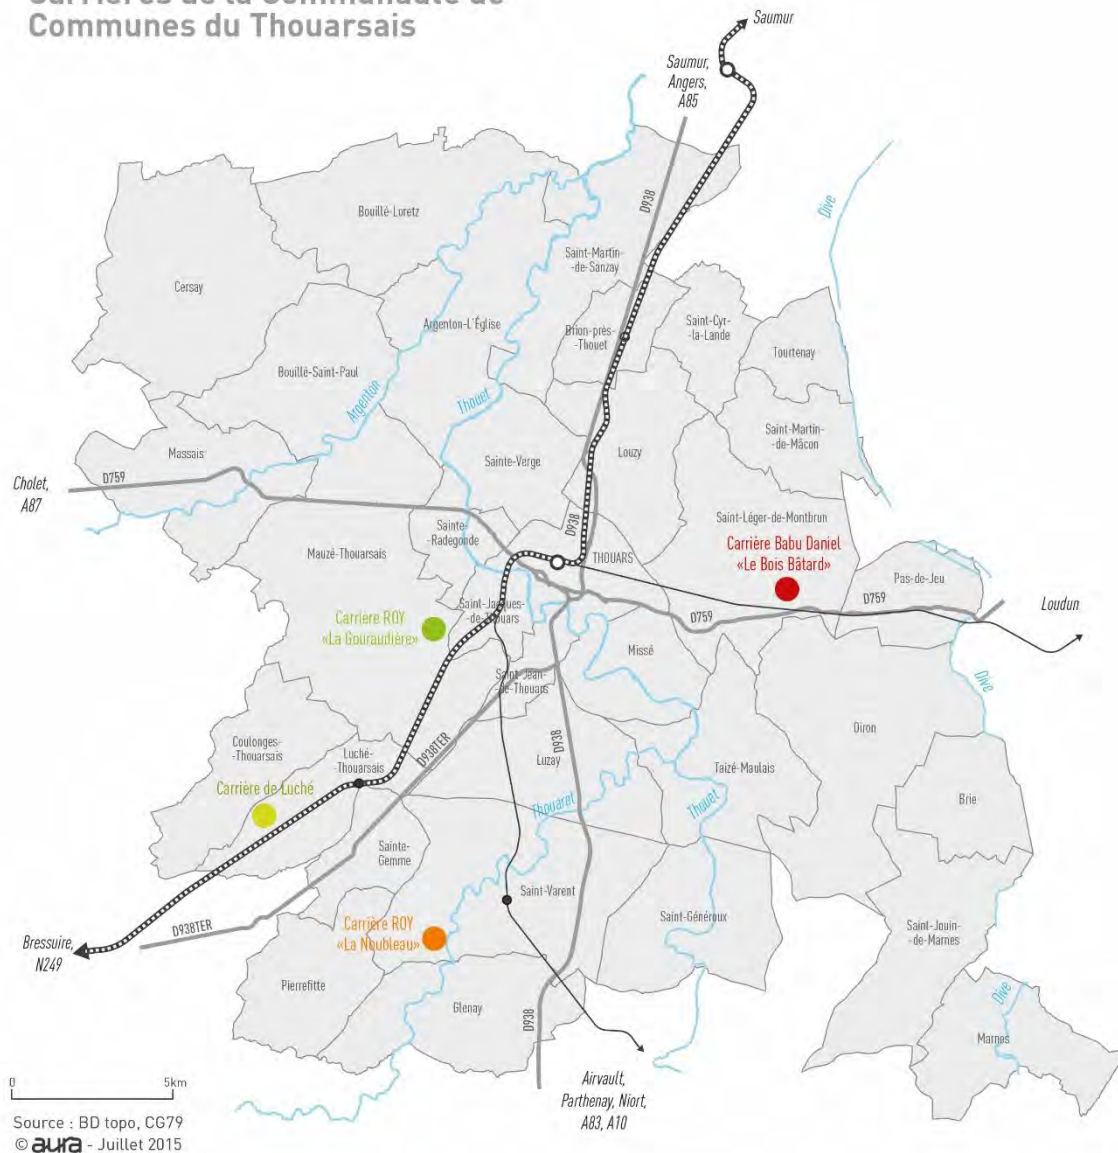 Carrières de la Communauté de
Communes du Thouarsais
Saumur
Saumur,
Angers,
A85
Dive
Bouillé-Loretz
D938
Saint-Martin-
-de-Sanzay
Cersay
Argenton-L'Église
Brion-près-
-Thouet
Saint-Cyr-
-la-Lande
Tourtenay
Bouillé-Saint-Paul
Argenton
Thouet
Saint-Martin-
-de-Mâcon
Massais
Sainte-Verge
Louzy
Cholet,
A87
D759
D938
Saint-Léger-de-Montbrun
Sainte-
-Radegonde
Carrière Babu Daniel
«Le Bois Bâtard»
Mauzé-Thouarsais
THOUARS
Pas-de-Jeu
D759
Loudun
Saint-Jacques-
-de-Thouars
Carrière ROY
«La Gouraudière»
D759
Missé
Saint-Jean-
-de-Thouars
Dive
Oiron
Coulonges-
-Thouarsais
Luché-
-Thouarsais
D938TER
D938
Luzay
Taizé-Maulais
Carrière de Luché
Thouaret
Thouet
Brie
Sainte-
-Gemme
Saint-Varent
Saint-Généroux
Carrière ROY
«La Noubleau»
D938TER
Saint-Jouin-
-de-Marnes
Bressuire,
N249
Pierrefitte
Glenay
D938
Dive
Marnes
0 5km
Airvault,
Parthenay, Niort,
A83, A10
Source : BD topo, CG79
© aura - Juillet 2015